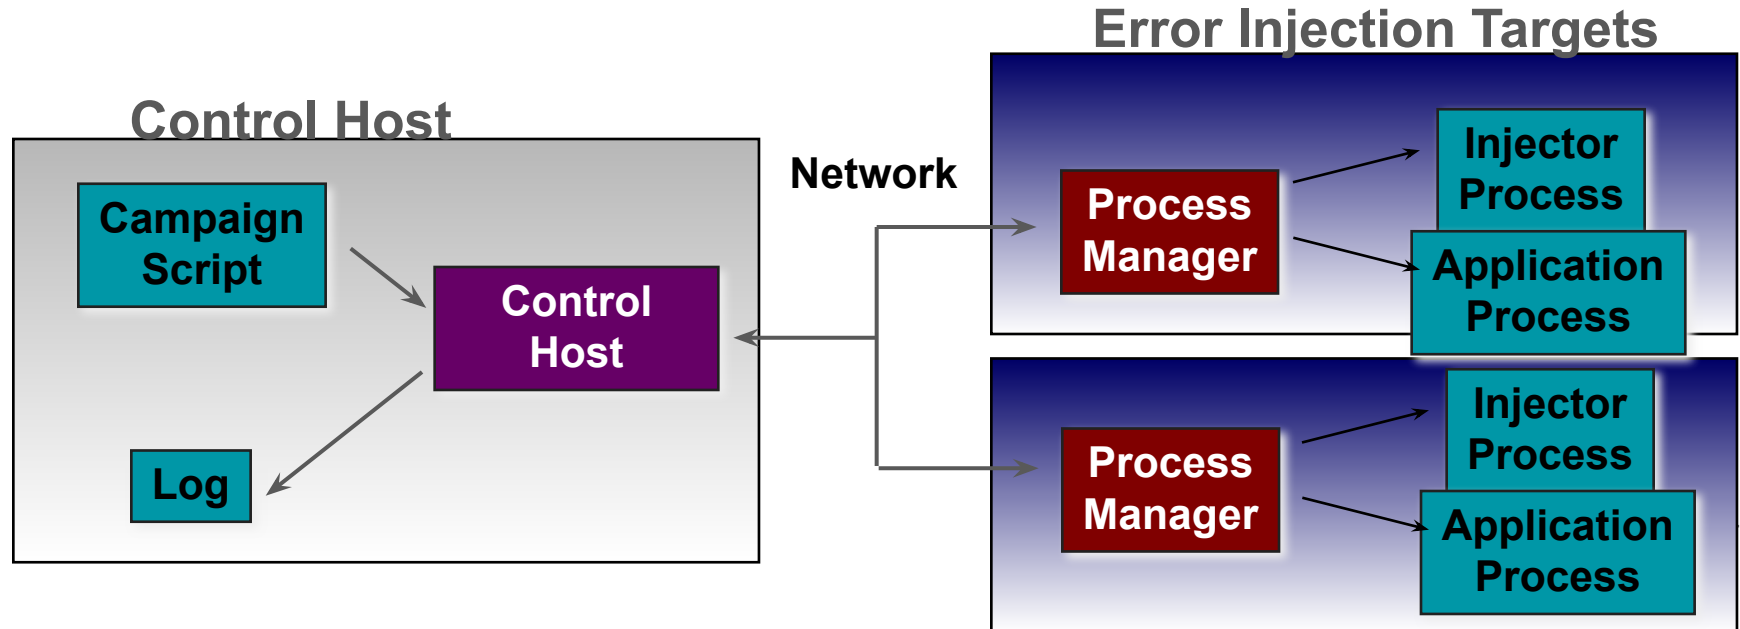 Error Injection Targets
Control Host
Network
Campaign
Script
Control
Host
Log
Process
Manager
Injector
Process
Application
Process
Process
Manager
Injector
Process
Application
Process